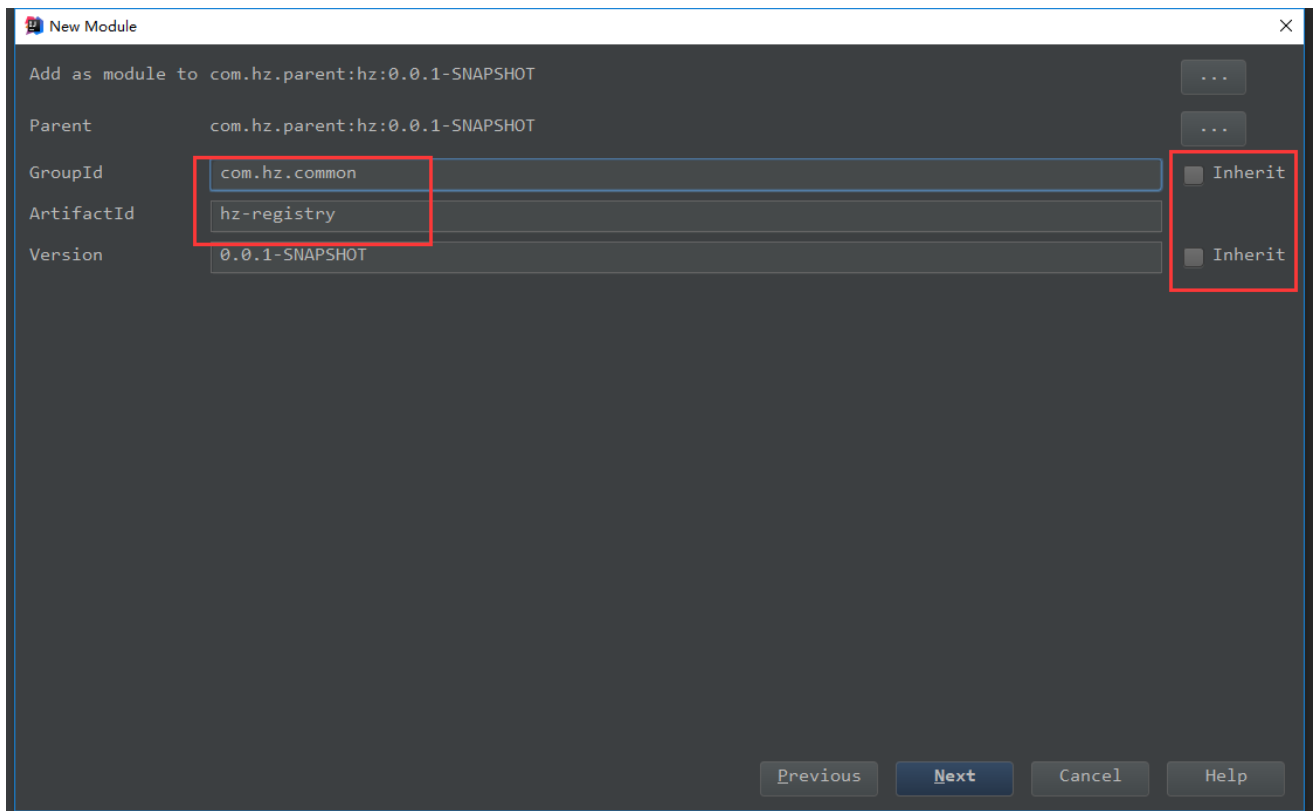 New Module
Add as module to com.hz.parent:hz:0.0.1-SNAPSHOT ...
Parent com.hz.parent:hz:0.0.1-SNAPSHOT ...
GroupId com.hz.common Inherit
ArtifactId hz-registry
Version 0.0.1-SNAPSHOT Inherit
Previous Next Cancel Help